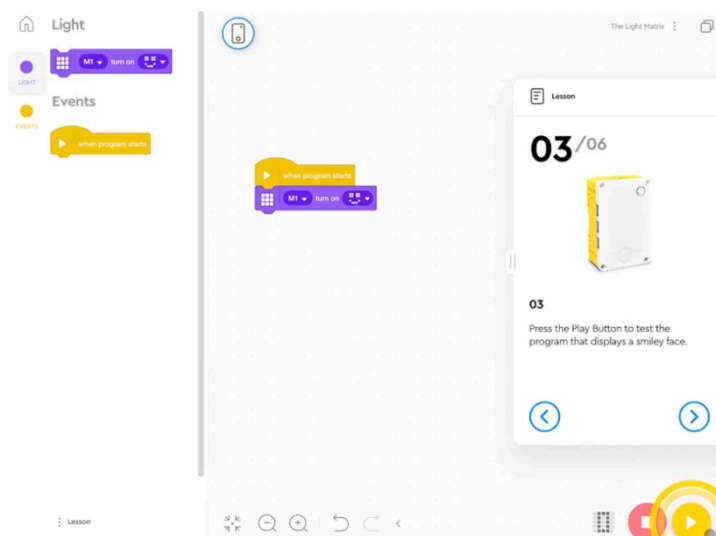 Light
The Light Matrix
LIGHT
M1 turn on
Events
EVENTS
when program starts
when program starts
M1 turn on
Lesson
03/06
03
Press the Play Button to test the
program that displays a smiley face.
Lesson